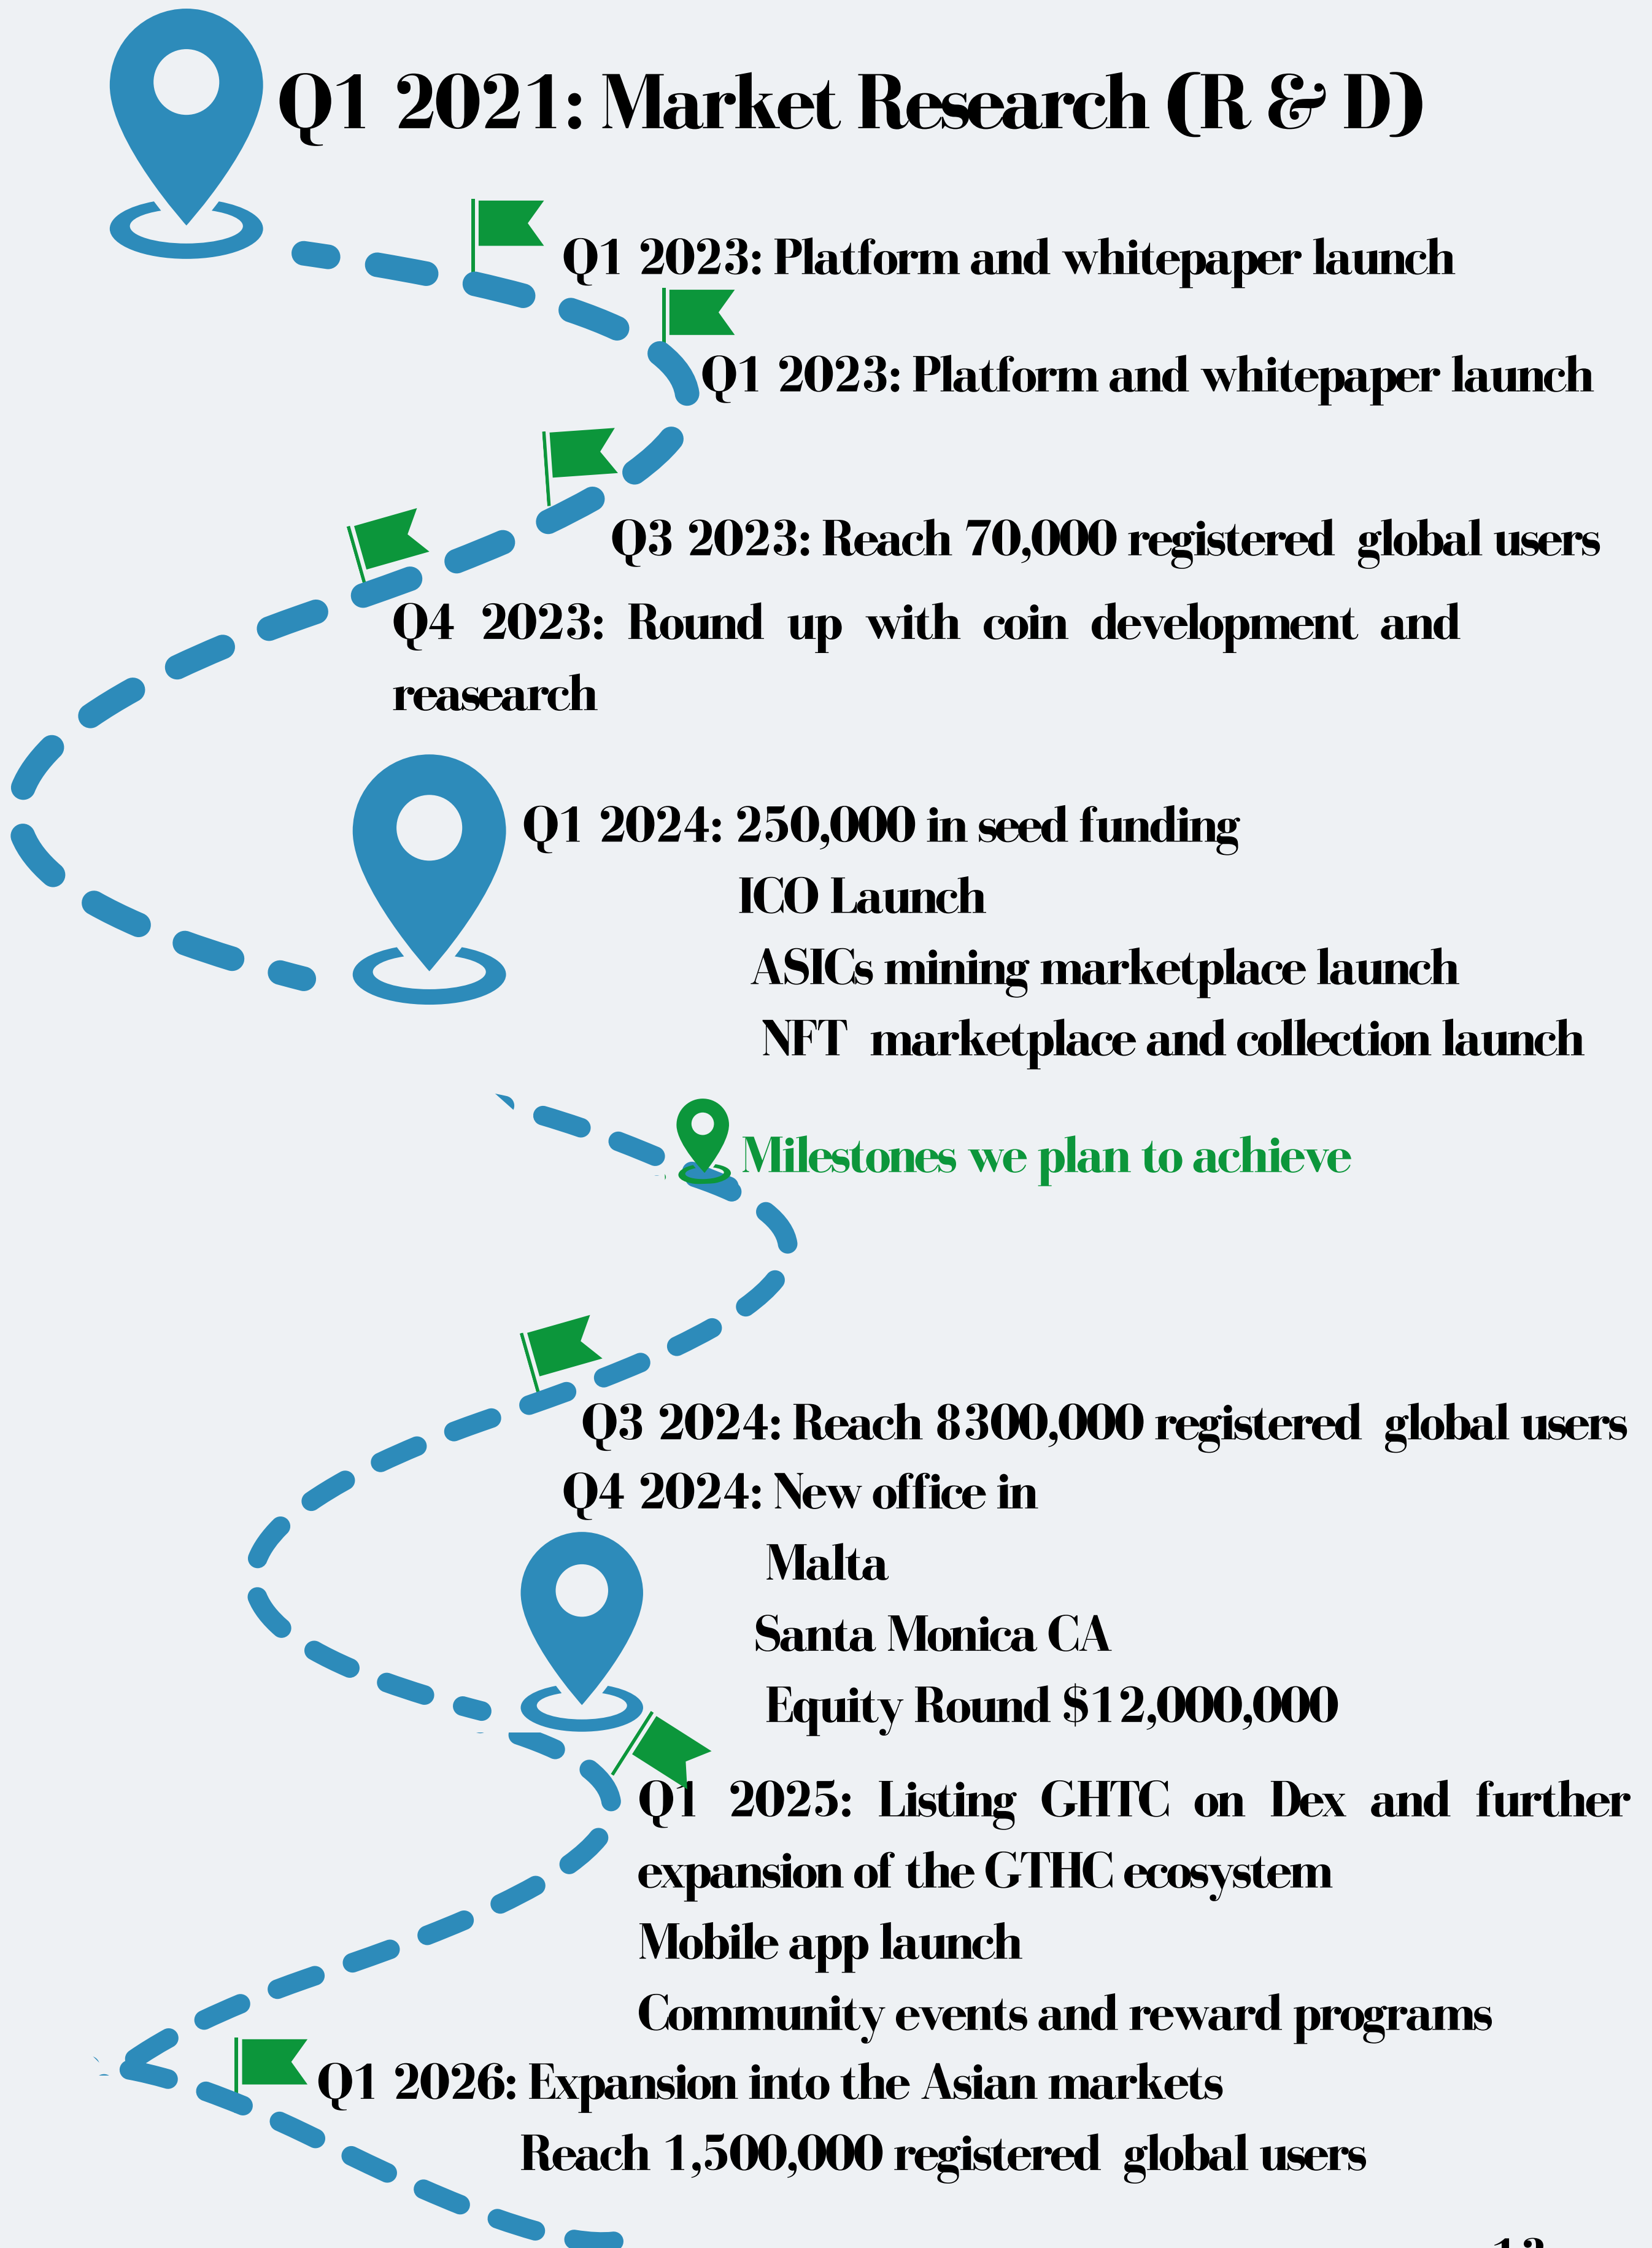 Q1 2021: Market Research (R & D)
Q1 2023: Platform and whitepaper launch
Q1 2023: Platform and whitepaper launch
Q3 2023: Reach 70,000 registered global users
Q4 2023: Round up with coin development and
reasearch
Q1 2024: 250,000 in seed funding
ICO Launch
ASICs mining marketplace launch
NFT marketplace and collection launch
Milestones we plan to achieve
Q3 2024: Reach 8300,000 registered global users
Q4 2024: New office in
Malta
Santa Monica CA
Equity Round $12,000,000
Q1 2025: Listing GHTC on Dex and further
expansion of the GTHC ecosystem
Mobile app launch
Community events and reward programs
Q1 2026: Expansion into the Asian markets
Reach 1,500,000 registered global users